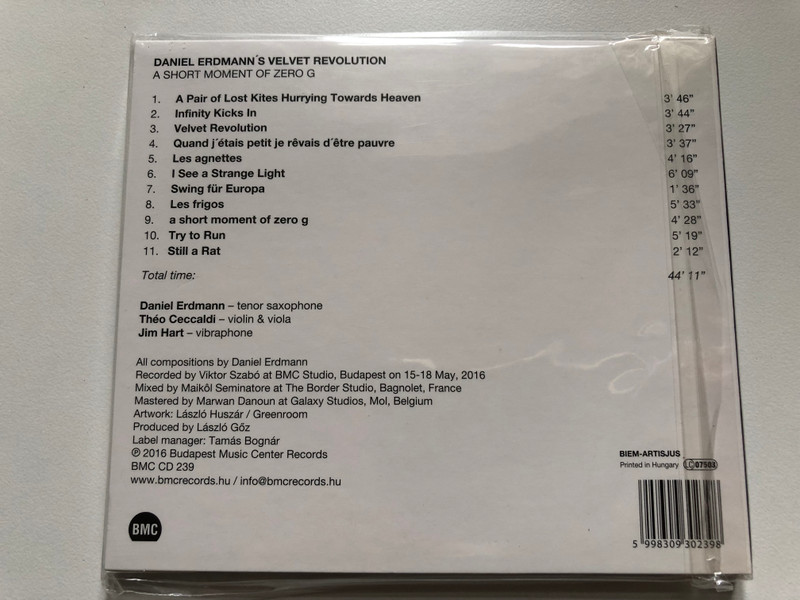 DANIEL ERDMANN´S VELVET REVOLUTION
A SHORT MOMENT OF ZERO G
1. A Pair of Lost Kites Hurrying Towards Heaven 3' 46"
2. Infinity Kicks In 3' 44"
3. Velvet Revolution 3' 27"
4. Quand j´étais petit je rêvais d´être pauvre 3' 37"
5. Les agnettes 4' 16"
6. I See a Strange Light 6' 09"
7. Swing für Europa 1' 36"
8. Les frigos 5' 33"
9. a short moment of zero g 4' 28"
10. Try to Run 5' 19"
11. Still a Rat 2' 12"
Total time: 44' 11"
Daniel Erdmann – tenor saxophone
Théo Ceccaldi – violin & viola
Jim Hart – vibraphone
All compositions by Daniel Erdmann
Recorded by Viktor Szabó at BMC Studio, Budapest on 15-18 May, 2016
Mixed by Maikôl Seminatore at The Border Studio, Bagnolet, France
Mastered by Marwan Danoun at Galaxy Studios, Mol, Belgium
Artwork: László Huszár / Greenroom
Produced by László Gőz
Label manager: Tamás Bognár
℗ 2016 Budapest Music Center Records
BMC CD 239
www.bmcrecords.hu / info@bmcrecords.hu
BMC
BIEM-ARTISJUS
Printed in Hungary LC 07503
5 998309 302398